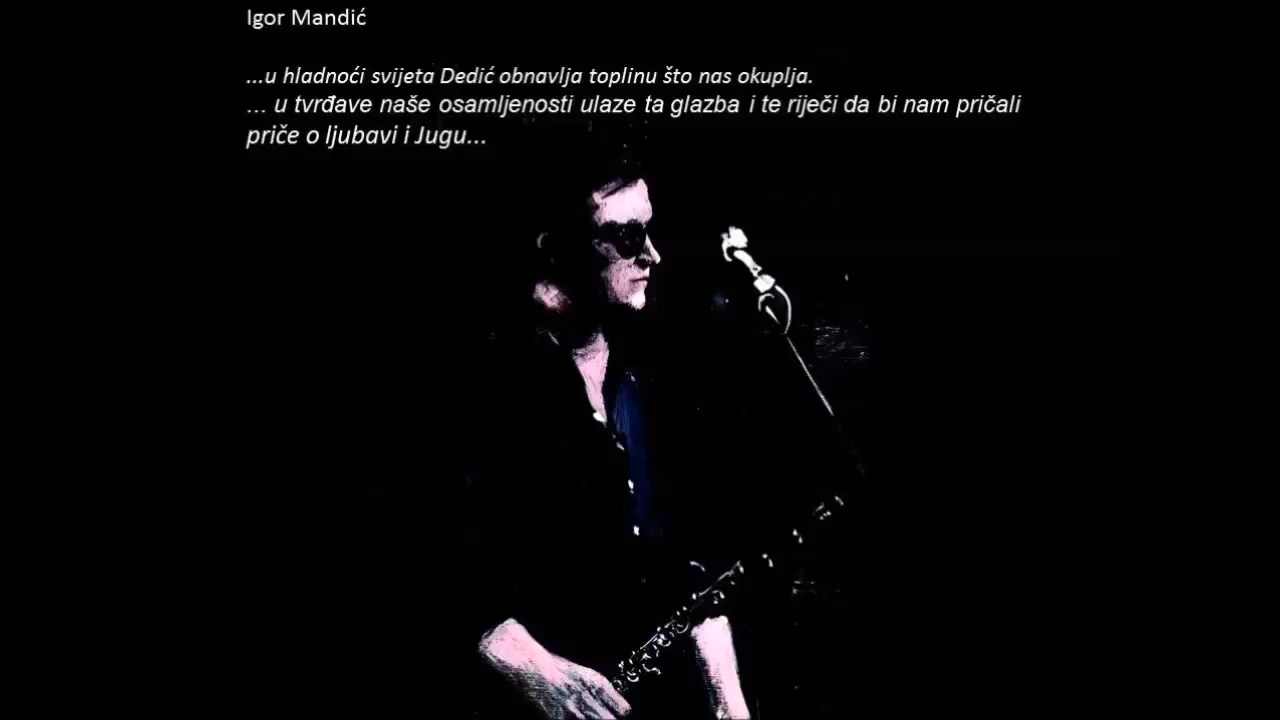 Igor Mandić
...u hladnoći svijeta Dedić obnavlja toplinu što nas okuplja.
... u tvrđave naše osamljenosti ulaze ta glazba i te riječi da bi nam pričali
priče o ljubavi i Jugu...